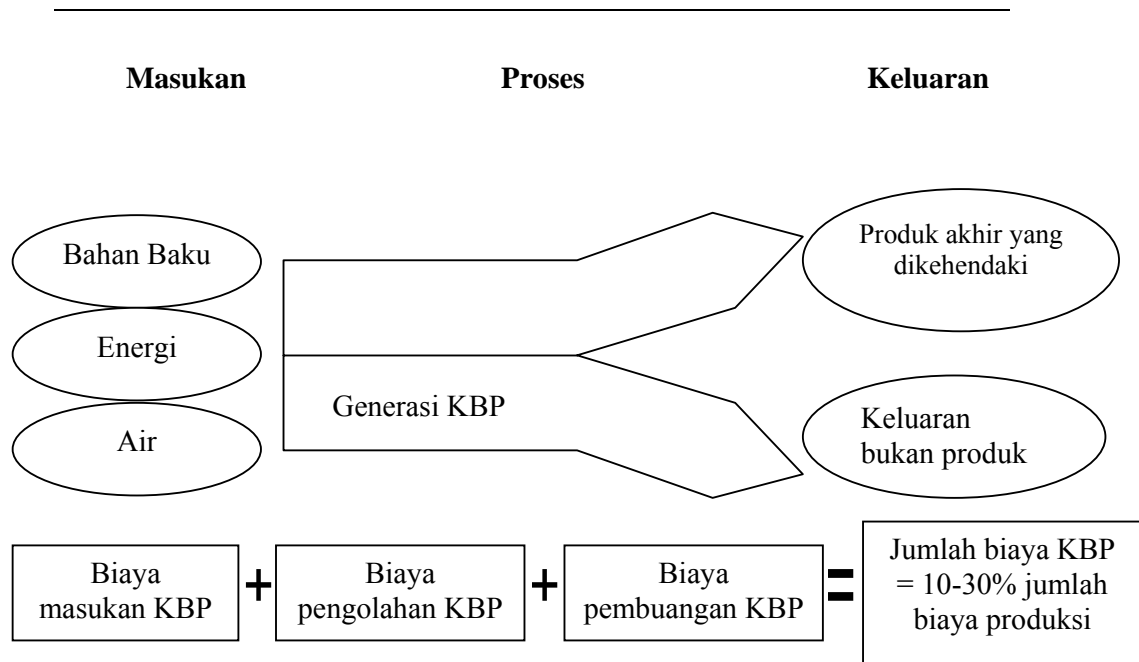 Masukan Proses Keluaran
Bahan Baku
Energi
Air
Generasi KBP
Produk akhir yang
dikehendaki
Keluaran
bukan produk
Biaya
masukan KBP
+
Biaya
pengolahan KBP
+
Biaya
pembuangan KBP
=
Jumlah biaya KBP
= 10-30% jumlah
biaya produksi